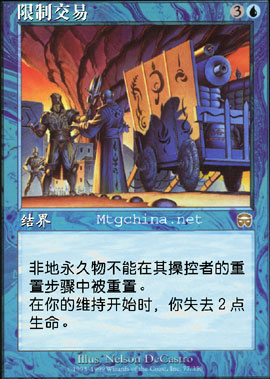 限制交易 3
Mtgchina.net
结界
非地永久物不能在其操控者的重
置步骤中被重置。
在你的维持开始时，你失去2点
生命。
Illus. Nelson DeCastro